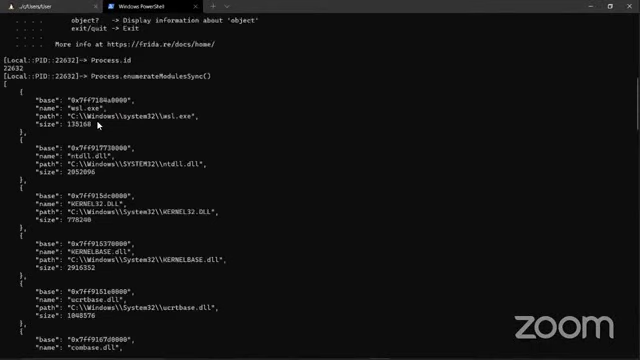 ../c/Users/User
Windows PowerShell
. . . . object? -> Display information about 'object'
. . . . exit/quit -> Exit
. . . .
. . . . More info at https://frida.re/docs/home/
[Local::PID::22632]-> Process.id
22632
[Local::PID::22632]-> Process.enumerateModulesSync()
[
{
"base": "0x7ff7184a0000",
"name": "wsl.exe",
"path": "C:\\Windows\\system32\\wsl.exe",
"size": 135168
},
{
"base": "0x7ff917730000",
"name": "ntdll.dll",
"path": "C:\\Windows\\SYSTEM32\\ntdll.dll",
"size": 2052096
},
{
"base": "0x7ff915dc0000",
"name": "KERNEL32.DLL",
"path": "C:\\Windows\\System32\\KERNEL32.DLL",
"size": 778240
},
{
"base": "0x7ff916370000",
"name": "KERNELBASE.dll",
"path": "C:\\Windows\\System32\\KERNELBASE.dll",
"size": 2916352
},
{
"base": "0x7ff9151e0000",
"name": "ucrtbase.dll",
"path": "C:\\Windows\\System32\\ucrtbase.dll",
"size": 1048576
},
{
"base": "0x7ff9167d0000",
"name": "combase.dll",
zoom